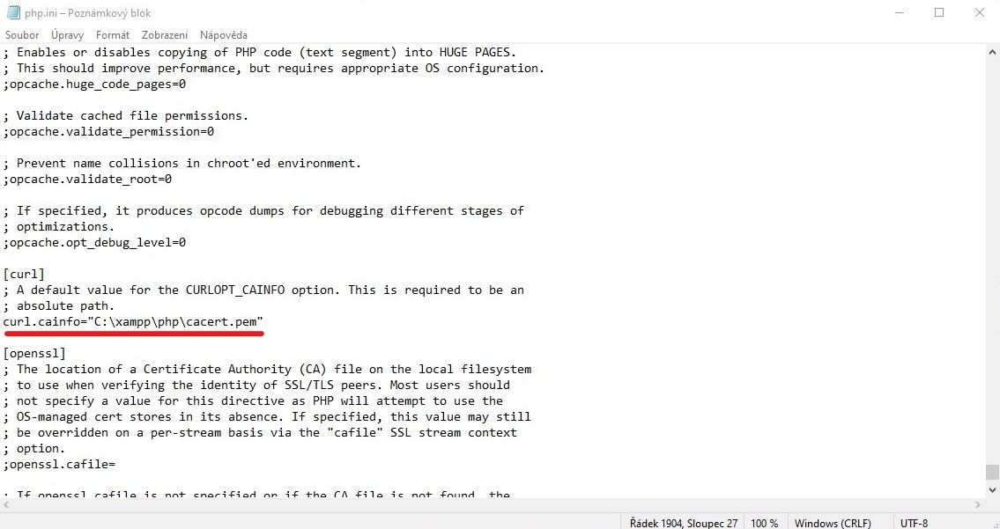 php.ini – Poznámkový blok
Soubor Úpravy Formát Zobrazení Nápověda
; Enables or disables copying of PHP code (text segment) into HUGE PAGES.
; This should improve performance, but requires appropriate OS configuration.
;opcache.huge_code_pages=0
; Validate cached file permissions.
;opcache.validate_permission=0
; Prevent name collisions in chroot'ed environment.
;opcache.validate_root=0
; If specified, it produces opcode dumps for debugging different stages of
; optimizations.
;opcache.opt_debug_level=0
[curl]
; A default value for the CURLOPT_CAINFO option. This is required to be an
; absolute path.
curl.cainfo="C:\xampp\php\cacert.pem"
[openssl]
; The location of a Certificate Authority (CA) file on the local filesystem
; to use when verifying the identity of SSL/TLS peers. Most users should
; not specify a value for this directive as PHP will attempt to use the
; OS-managed cert stores in its absence. If specified, this value may still
; be overridden on a per-stream basis via the "cafile" SSL stream context
; option.
;openssl.cafile=
; If openssl.cafile is not specified or if the CA file is not found, the
Řádek 1904, Sloupec 27 100 % Windows (CRLF) UTF-8